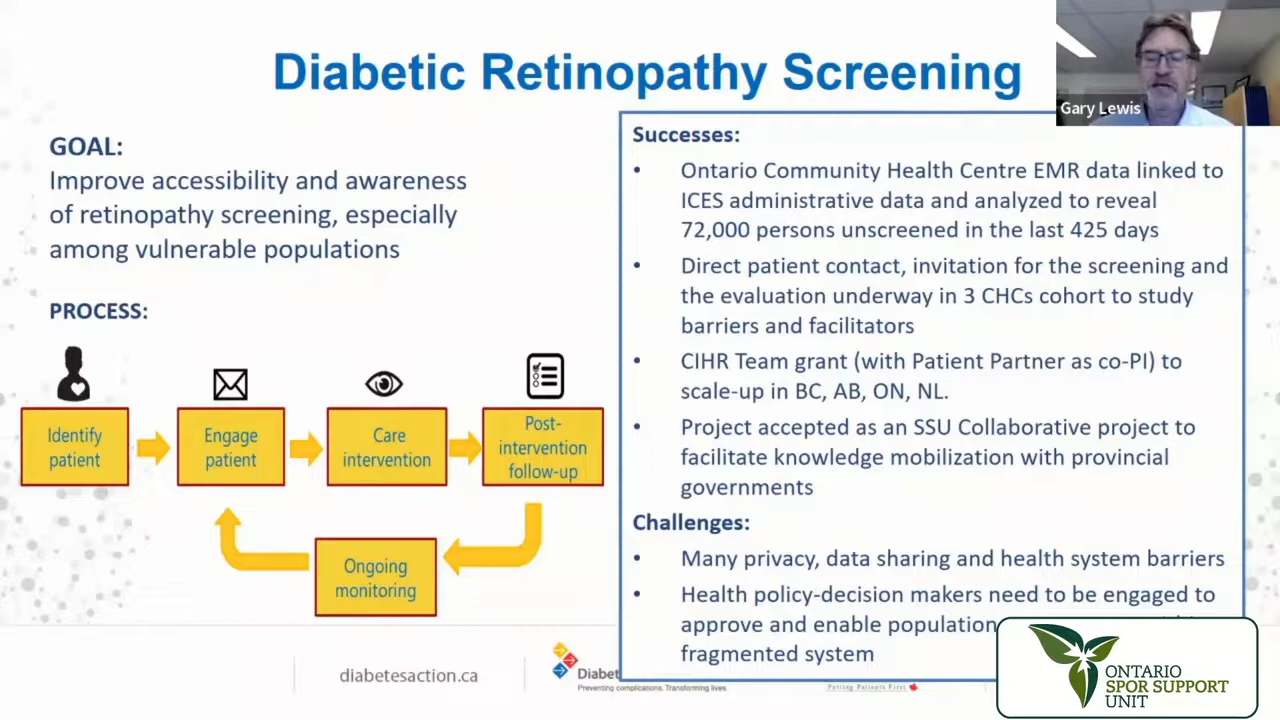 Diabetic Retinopathy Screening
Gary Lewis
GOAL:
Improve accessibility and awareness
of retinopathy screening, especially
among vulnerable populations
PROCESS:
Identify
patient
Engage
patient
Care
intervention
Post-
intervention
follow-up
Ongoing
monitoring
Successes:
• Ontario Community Health Centre EMR data linked to
ICES administrative data and analyzed to reveal
72,000 persons unscreened in the last 425 days
• Direct patient contact, invitation for the screening and
the evaluation underway in 3 CHCs cohort to study
barriers and facilitators
• CIHR Team grant (with Patient Partner as co-PI) to
scale-up in BC, AB, ON, NL.
• Project accepted as an SSU Collaborative project to
facilitate knowledge mobilization with provincial
governments
Challenges:
• Many privacy, data sharing and health system barriers
• Health policy-decision makers need to be engaged to
approve and enable population
fragmented system
diabetesaction.ca
Diabet
Preventing complications. Transforming lives.
Putting Patients First
ONTARIO
SPOR SUPPORT
UNIT